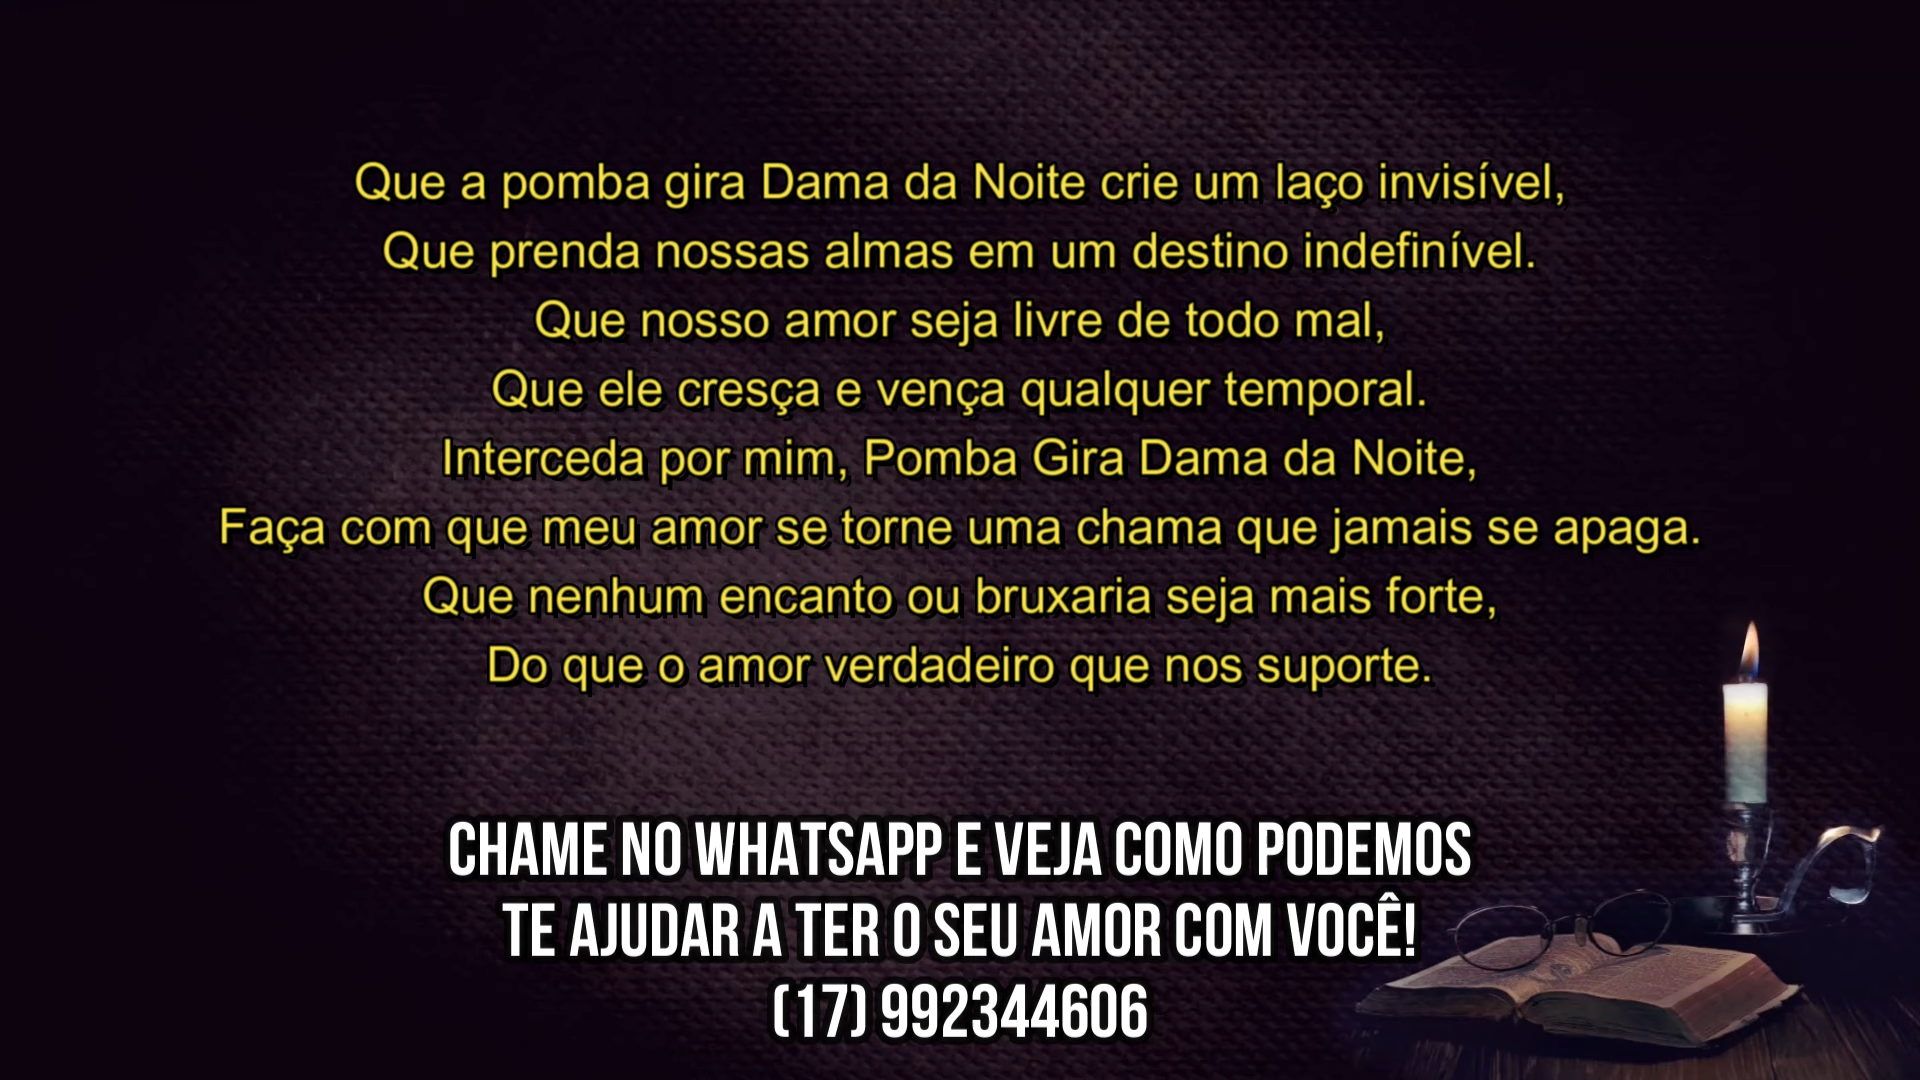 Que a pomba gira Dama da Noite crie um laço invisível,
Que prenda nossas almas em um destino indefinível.
Que nosso amor seja livre de todo mal,
Que ele cresça e vença qualquer temporal.
Interceda por mim, Pomba Gira Dama da Noite,
Faça com que meu amor se torne uma chama que jamais se apaga.
Que nenhum encanto ou bruxaria seja mais forte,
Do que o amor verdadeiro que nos suporte.
CHAME NO WHATSAPP E VEJA COMO PODEMOS
TE AJUDAR A TER O SEU AMOR COM VOCÊ!
(17) 992344606